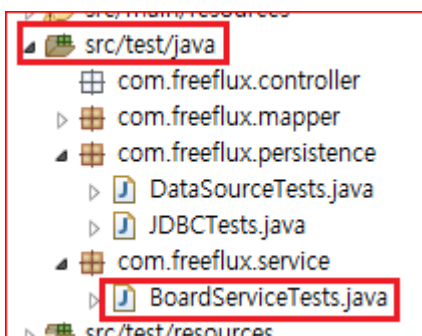 src/main/resources
src/test/java
com.freeflux.controller
com.freeflux.mapper
com.freeflux.persistence
DataSourceTests.java
JDBCTests.java
com.freeflux.service
BoardServiceTests.java
src/test/resources